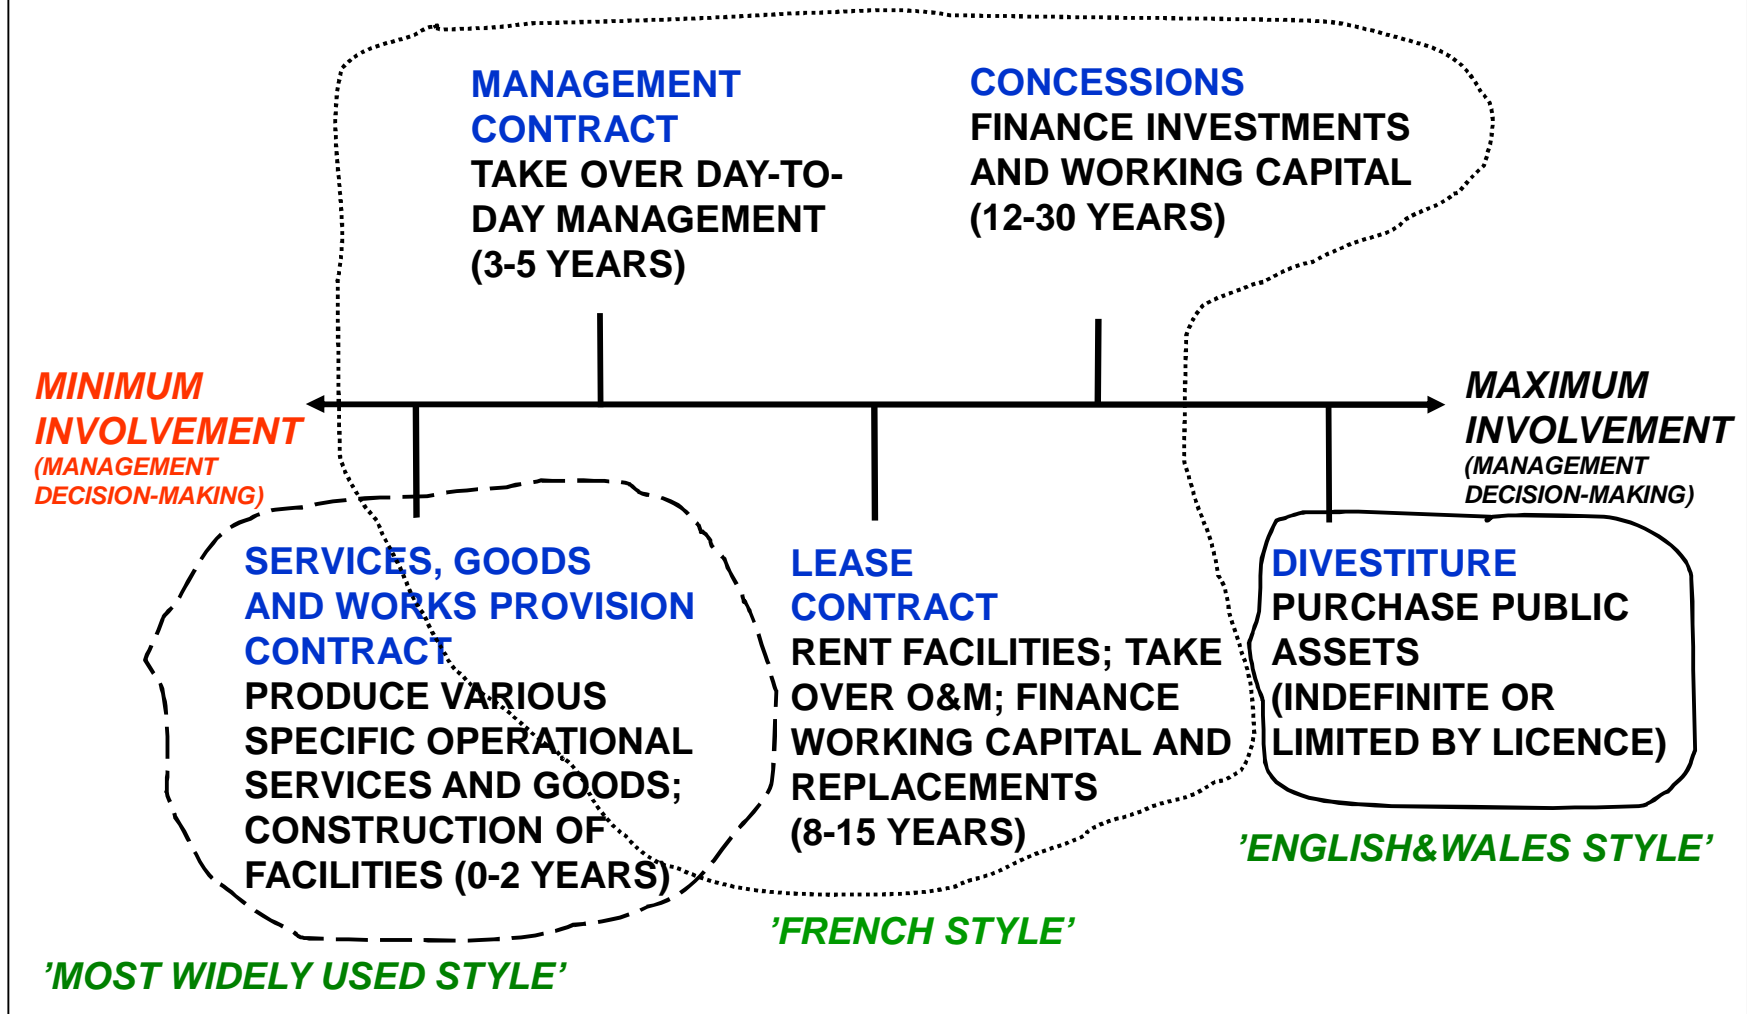 MANAGEMENT
CONTRACT
TAKE OVER DAY-TO-
DAY MANAGEMENT
(3-5 YEARS)
CONCESSIONS
FINANCE INVESTMENTS
AND WORKING CAPITAL
(12-30 YEARS)
MINIMUM
INVOLVEMENT
(MANAGEMENT
DECISION-MAKING)
MAXIMUM
INVOLVEMENT
(MANAGEMENT
DECISION-MAKING)
SERVICES, GOODS
AND WORKS PROVISION
CONTRACT
PRODUCE VARIOUS
SPECIFIC OPERATIONAL
SERVICES AND GOODS;
CONSTRUCTION OF
FACILITIES (0-2 YEARS)
LEASE
CONTRACT
RENT FACILITIES; TAKE
OVER O&M; FINANCE
WORKING CAPITAL AND
REPLACEMENTS
(8-15 YEARS)
DIVESTITURE
PURCHASE PUBLIC
ASSETS
(INDEFINITE OR
LIMITED BY LICENCE)
’ENGLISH&WALES STYLE’
’FRENCH STYLE’
’MOST WIDELY USED STYLE’